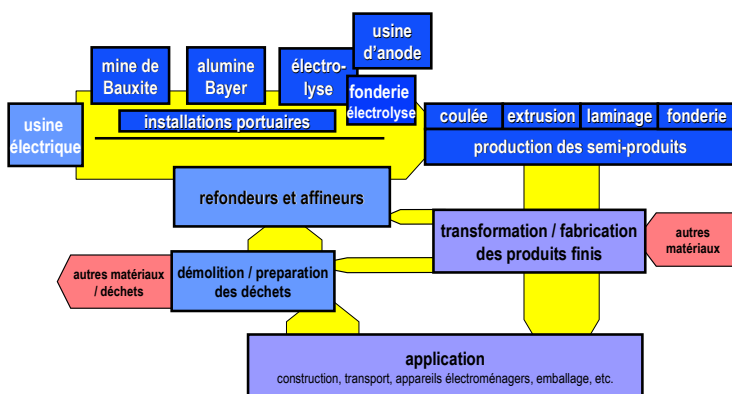 usine
d'anode
mine de
Bauxite
alumine
Bayer
électro-
lyse
fonderie
électrolyse
usine
électrique
installations portuaires
coulée
extrusion
laminage
fonderie
production des semi-produits
refondeurs et affineurs
transformation / fabrication
des produits finis
autres
matériaux
autres matériaux
/ déchets
démolition / preparation
des déchets
application
construction, transport, appareils électroménagers, emballage, etc.